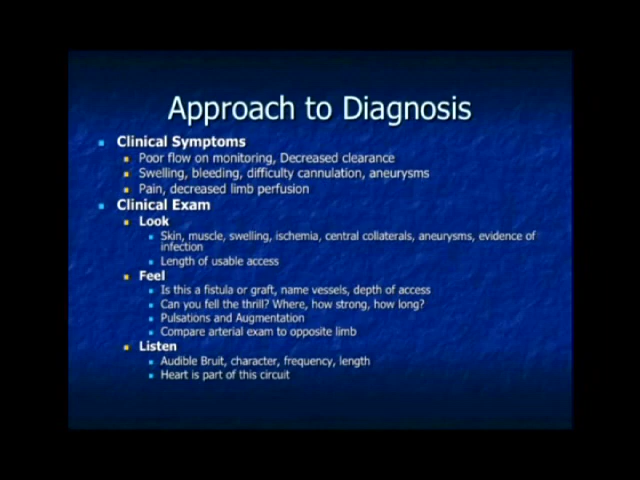 Approach to Diagnosis
Clinical Symptoms
Poor flow on monitoring, Decreased clearance
Swelling, bleeding, difficulty cannulation, aneurysms
Pain, decreased limb perfusion
Clinical Exam
Look
Skin, muscle, swelling, ischemia, central collaterals, aneurysms, evidence of
infection
Length of usable access
Feel
Is this a fistula or graft, name vessels, depth of access
Can you fell the thrill? Where, how strong, how long?
Pulsations and Augmentation
Compare arterial exam to opposite limb
Listen
Audible Bruit, character, frequency, length
Heart is part of this circuit